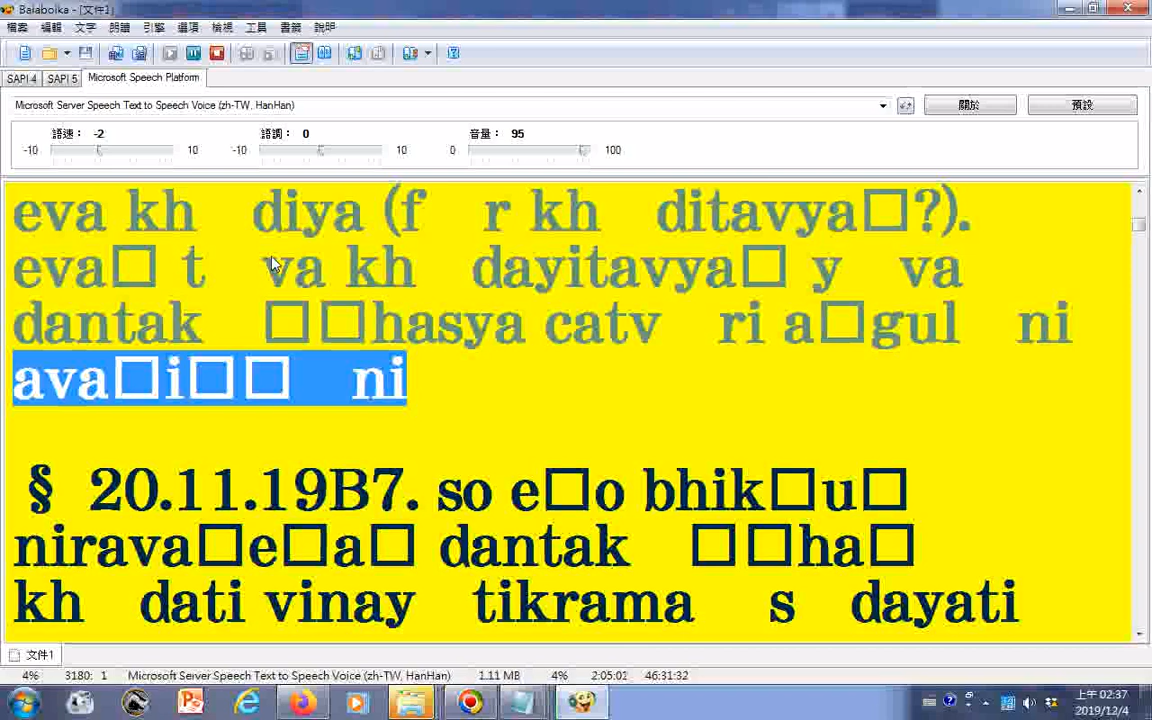 Balabolka - [文件1]
檔案 編輯 文字 朗讀 引擎 選項 檢視 工具 書籤 說明
SAPI 4 SAPI 5 Microsoft Speech Platform
Microsoft Server Speech Text to Speech Voice (zh-TW, HanHan) 關於 預設
語速： -2 語調： 0 音量： 95
-10 10 -10 10 0 100
eva kh diya (f r kh ditavya□?).
eva□ t va kh dayitavya□ y va
dantak □□hasya catv ri a□gul ni
ava□i□□ ni
§ 20.11.19B7. so e□o bhik□u□
nirava□e□a□ dantak □□ha□
kh dati vinay tikrama s dayati
文件1
4% 3180: 1 Microsoft Server Speech Text to Speech Voice (zh-TW, HanHan) 1.11 MB 4% 2:05:02 46:31:32
上午 02:37
2019/12/4